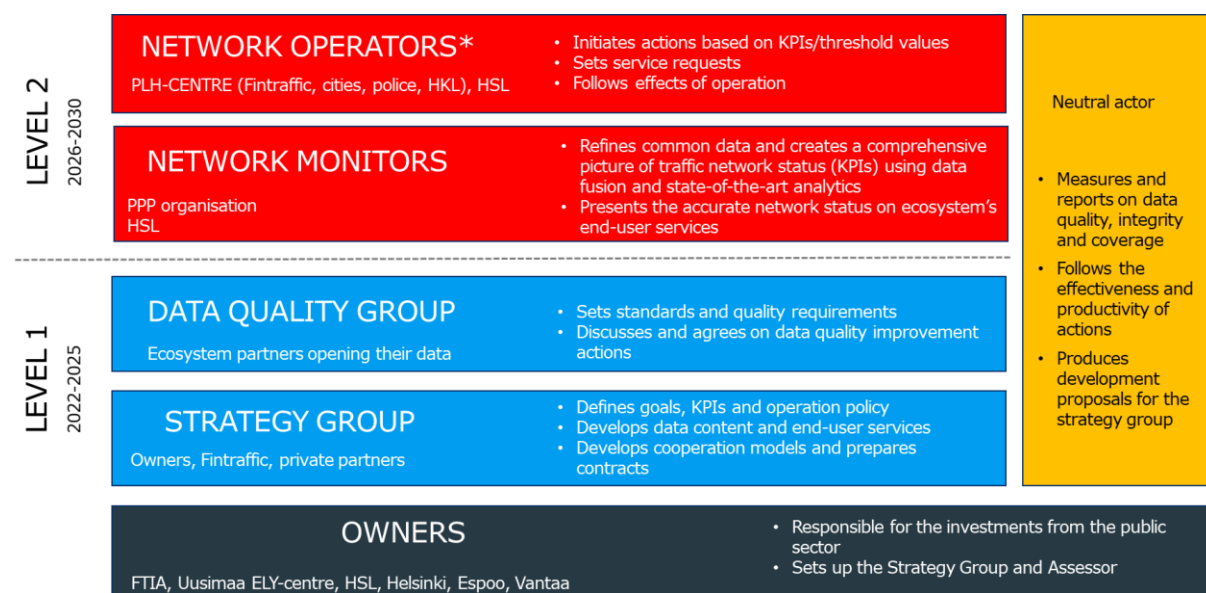 LEVEL 2
2026-2030
NETWORK OPERATORS*
PLH-CENTRE (Fintraffic, cities, police, HKL), HSL
• Initiates actions based on KPIs/threshold values
• Sets service requests
• Follows effects of operation
NETWORK MONITORS
PPP organisation
HSL
• Refines common data and creates a comprehensive
picture of traffic network status (KPIs) using data
fusion and state-of-the-art analytics
• Presents the accurate network status on ecosystem's
end-user services
LEVEL 1
2022-2025
DATA QUALITY GROUP
Ecosystem partners opening their data
• Sets standards and quality requirements
• Discusses and agrees on data quality improvement
actions
STRATEGY GROUP
Owners, Fintraffic, private partners
• Defines goals, KPIs and operation policy
• Develops data content and end-user services
• Develops cooperation models and prepares
contracts
Neutral actor
• Measures and
reports on data
quality, integrity
and coverage
• Follows the
effectiveness and
productivity of
actions
• Produces
development
proposals for the
strategy group
OWNERS
FTIA, Uusimaa ELY-centre, HSL, Helsinki, Espoo, Vantaa
• Responsible for the investments from the public
sector
• Sets up the Strategy Group and Assessor